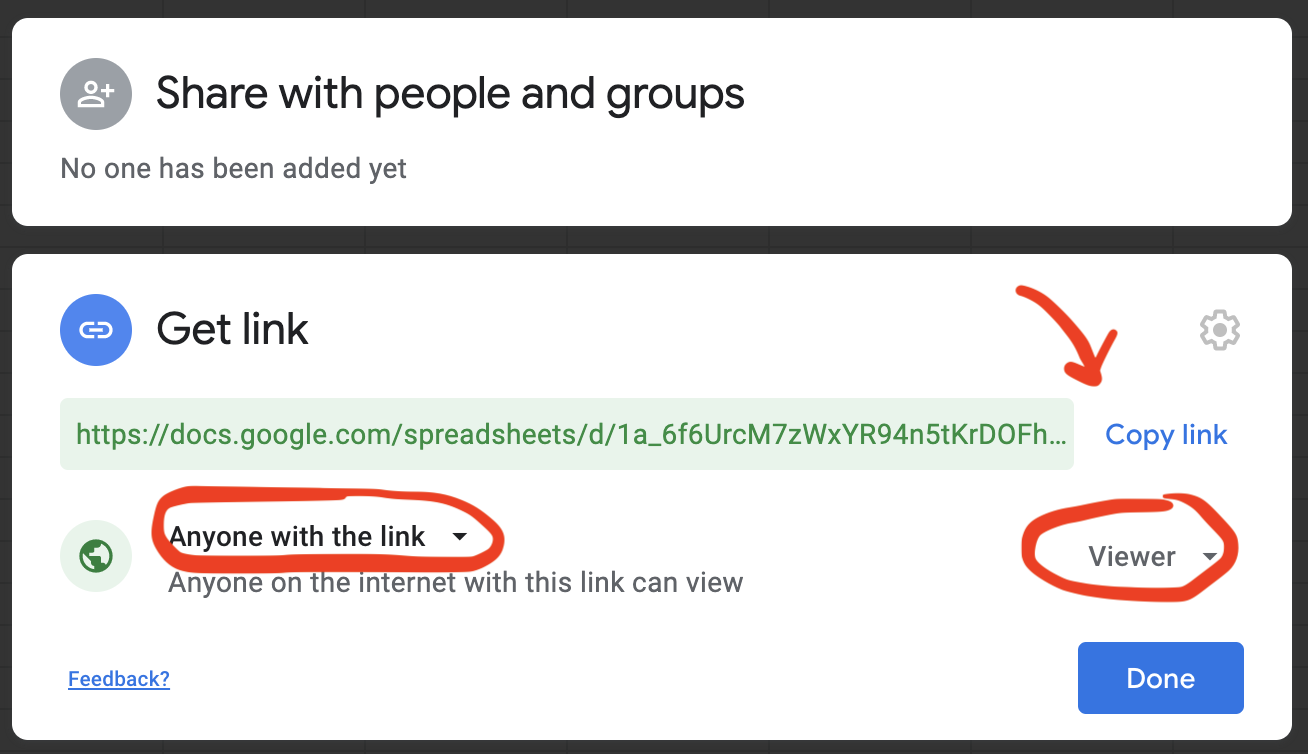 Share with people and groups
No one has been added yet
Get link
https://docs.google.com/spreadsheets/d/1a_6f6UrcM7zWxYR94n5tKrDOFh...
Copy link
Anyone with the link
Viewer
Anyone on the internet with this link can view
Feedback?
Done